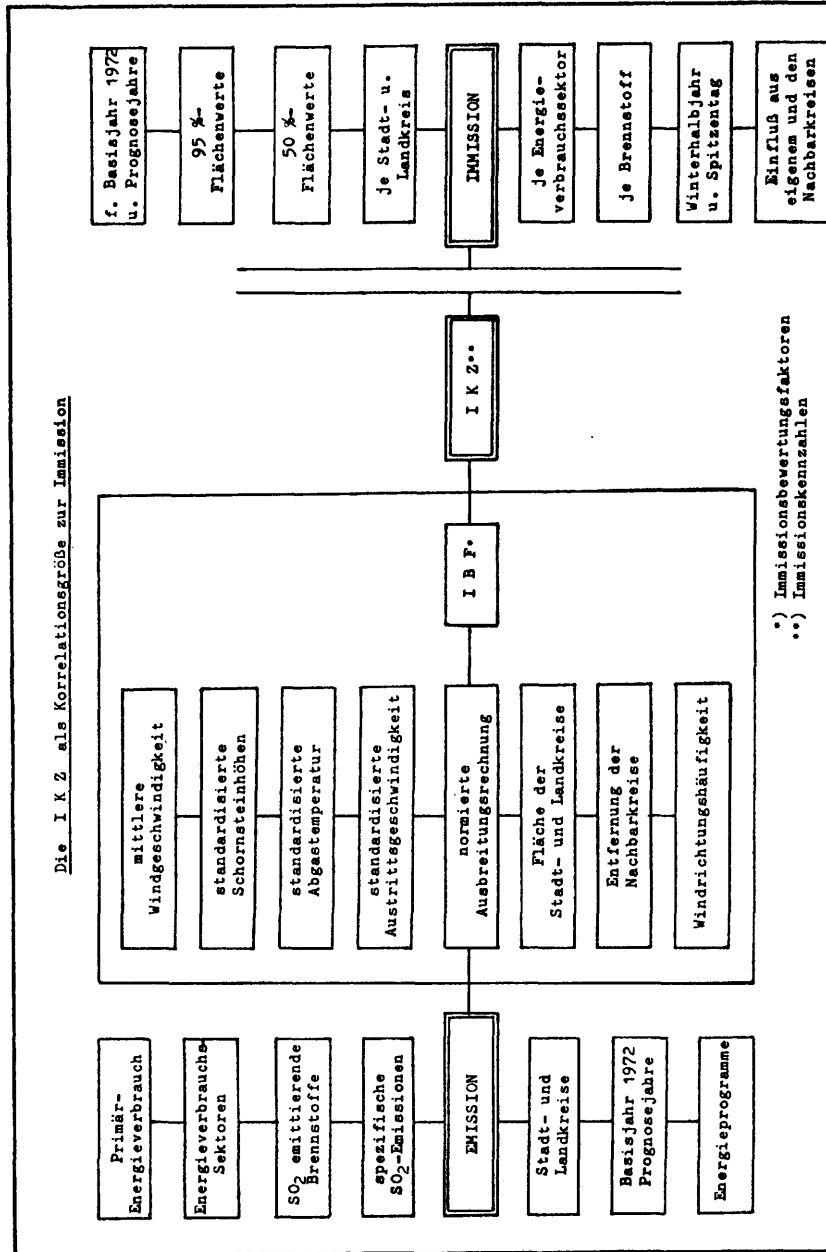 Die I K Z als Korrelationsgröße zur Immission
Primär-
Energieverbrauch
Energieverbrauchs-
Sektoren
SO2 emittierende
Brennstoffe
spezifische
SO2-Emissionen
EMISSION
Stadt- und
Landkreise
Basisjahr 1972
Prognosejahre
Energieprogramme
mittlere
Windgeschwindigkeit
standardisierte
Schornsteinhöhen
standardisierte
Abgastemperatur
standardisierte
Austrittsgeschwindigkeit
normierte
Ausbreitungsrechnung
Fläche der
Stadt- und Landkreise
Entfernung der
Nachbarkreise
Windrichtungshäufigkeit
I B F*
I K Z**
f. Basisjahr 1972
u. Prognosejahre
95 %-
Flächenwerte
50 %-
Flächenwerte
je Stadt- u.
Landkreis
IMMISSION
je Energie-
verbrauchssektor
je Brennstoff
Winterhalbjahr
u. Spitzentag
Einfluß aus
eigenem und den
Nachbarkreisen
*) Immissionsbewertungsfaktoren
**) Immissionskennzahlen